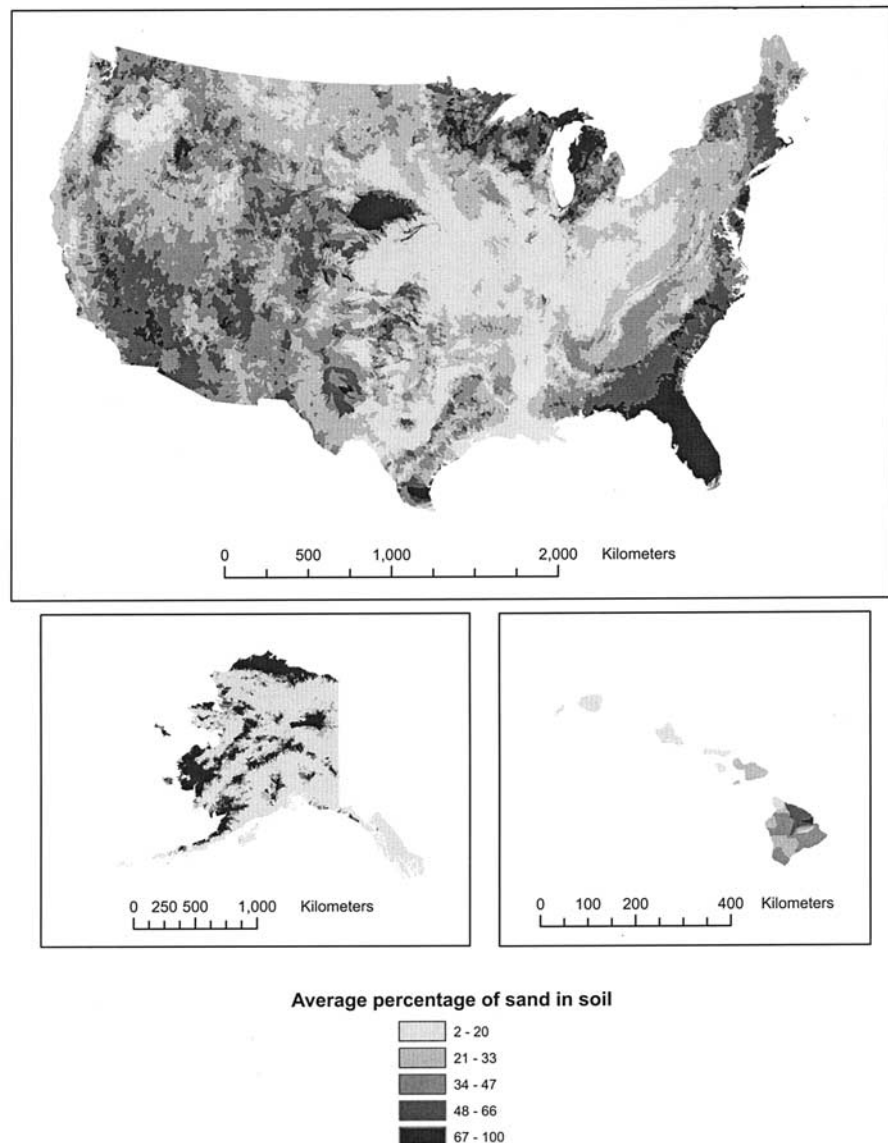 0 500 1,000 2,000 Kilometers
0 250 500 1,000 Kilometers
0 100 200 400 Kilometers
Average percentage of sand in soil
2 - 20
21 - 33
34 - 47
48 - 66
67 - 100